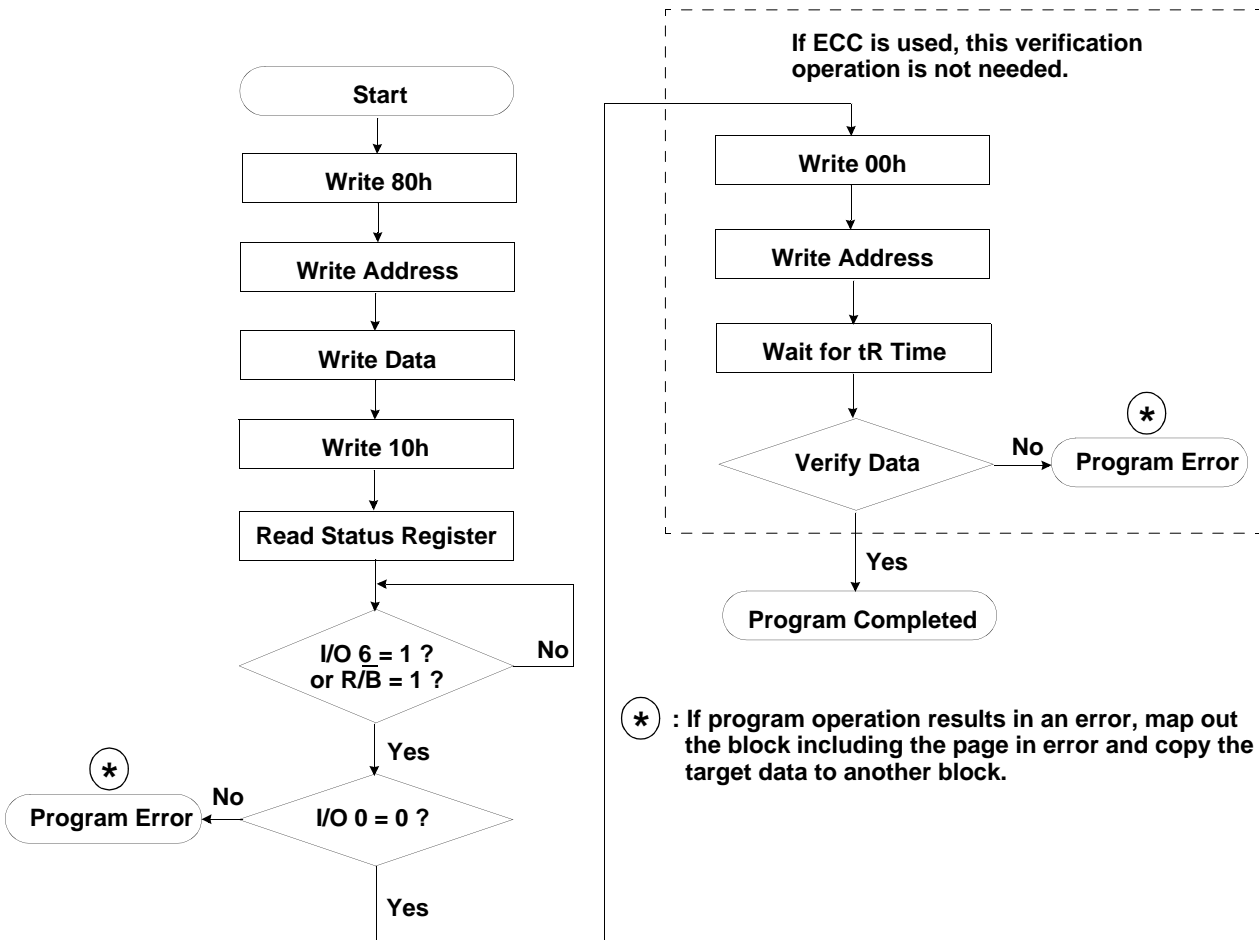 Start
Write 80h
Write Address
Write Data
Write 10h
Read Status Register
I/O 6 = 1 ?
or R/B̅ = 1 ?
No
Yes
*
No
Program Error
I/O 0 = 0 ?
Yes
If ECC is used, this verification
operation is not needed.
Write 00h
Write Address
Wait for tR Time
Verify Data
No
*
Program Error
Yes
Program Completed
* : If program operation results in an error, map out
the block including the page in error and copy the
target data to another block.